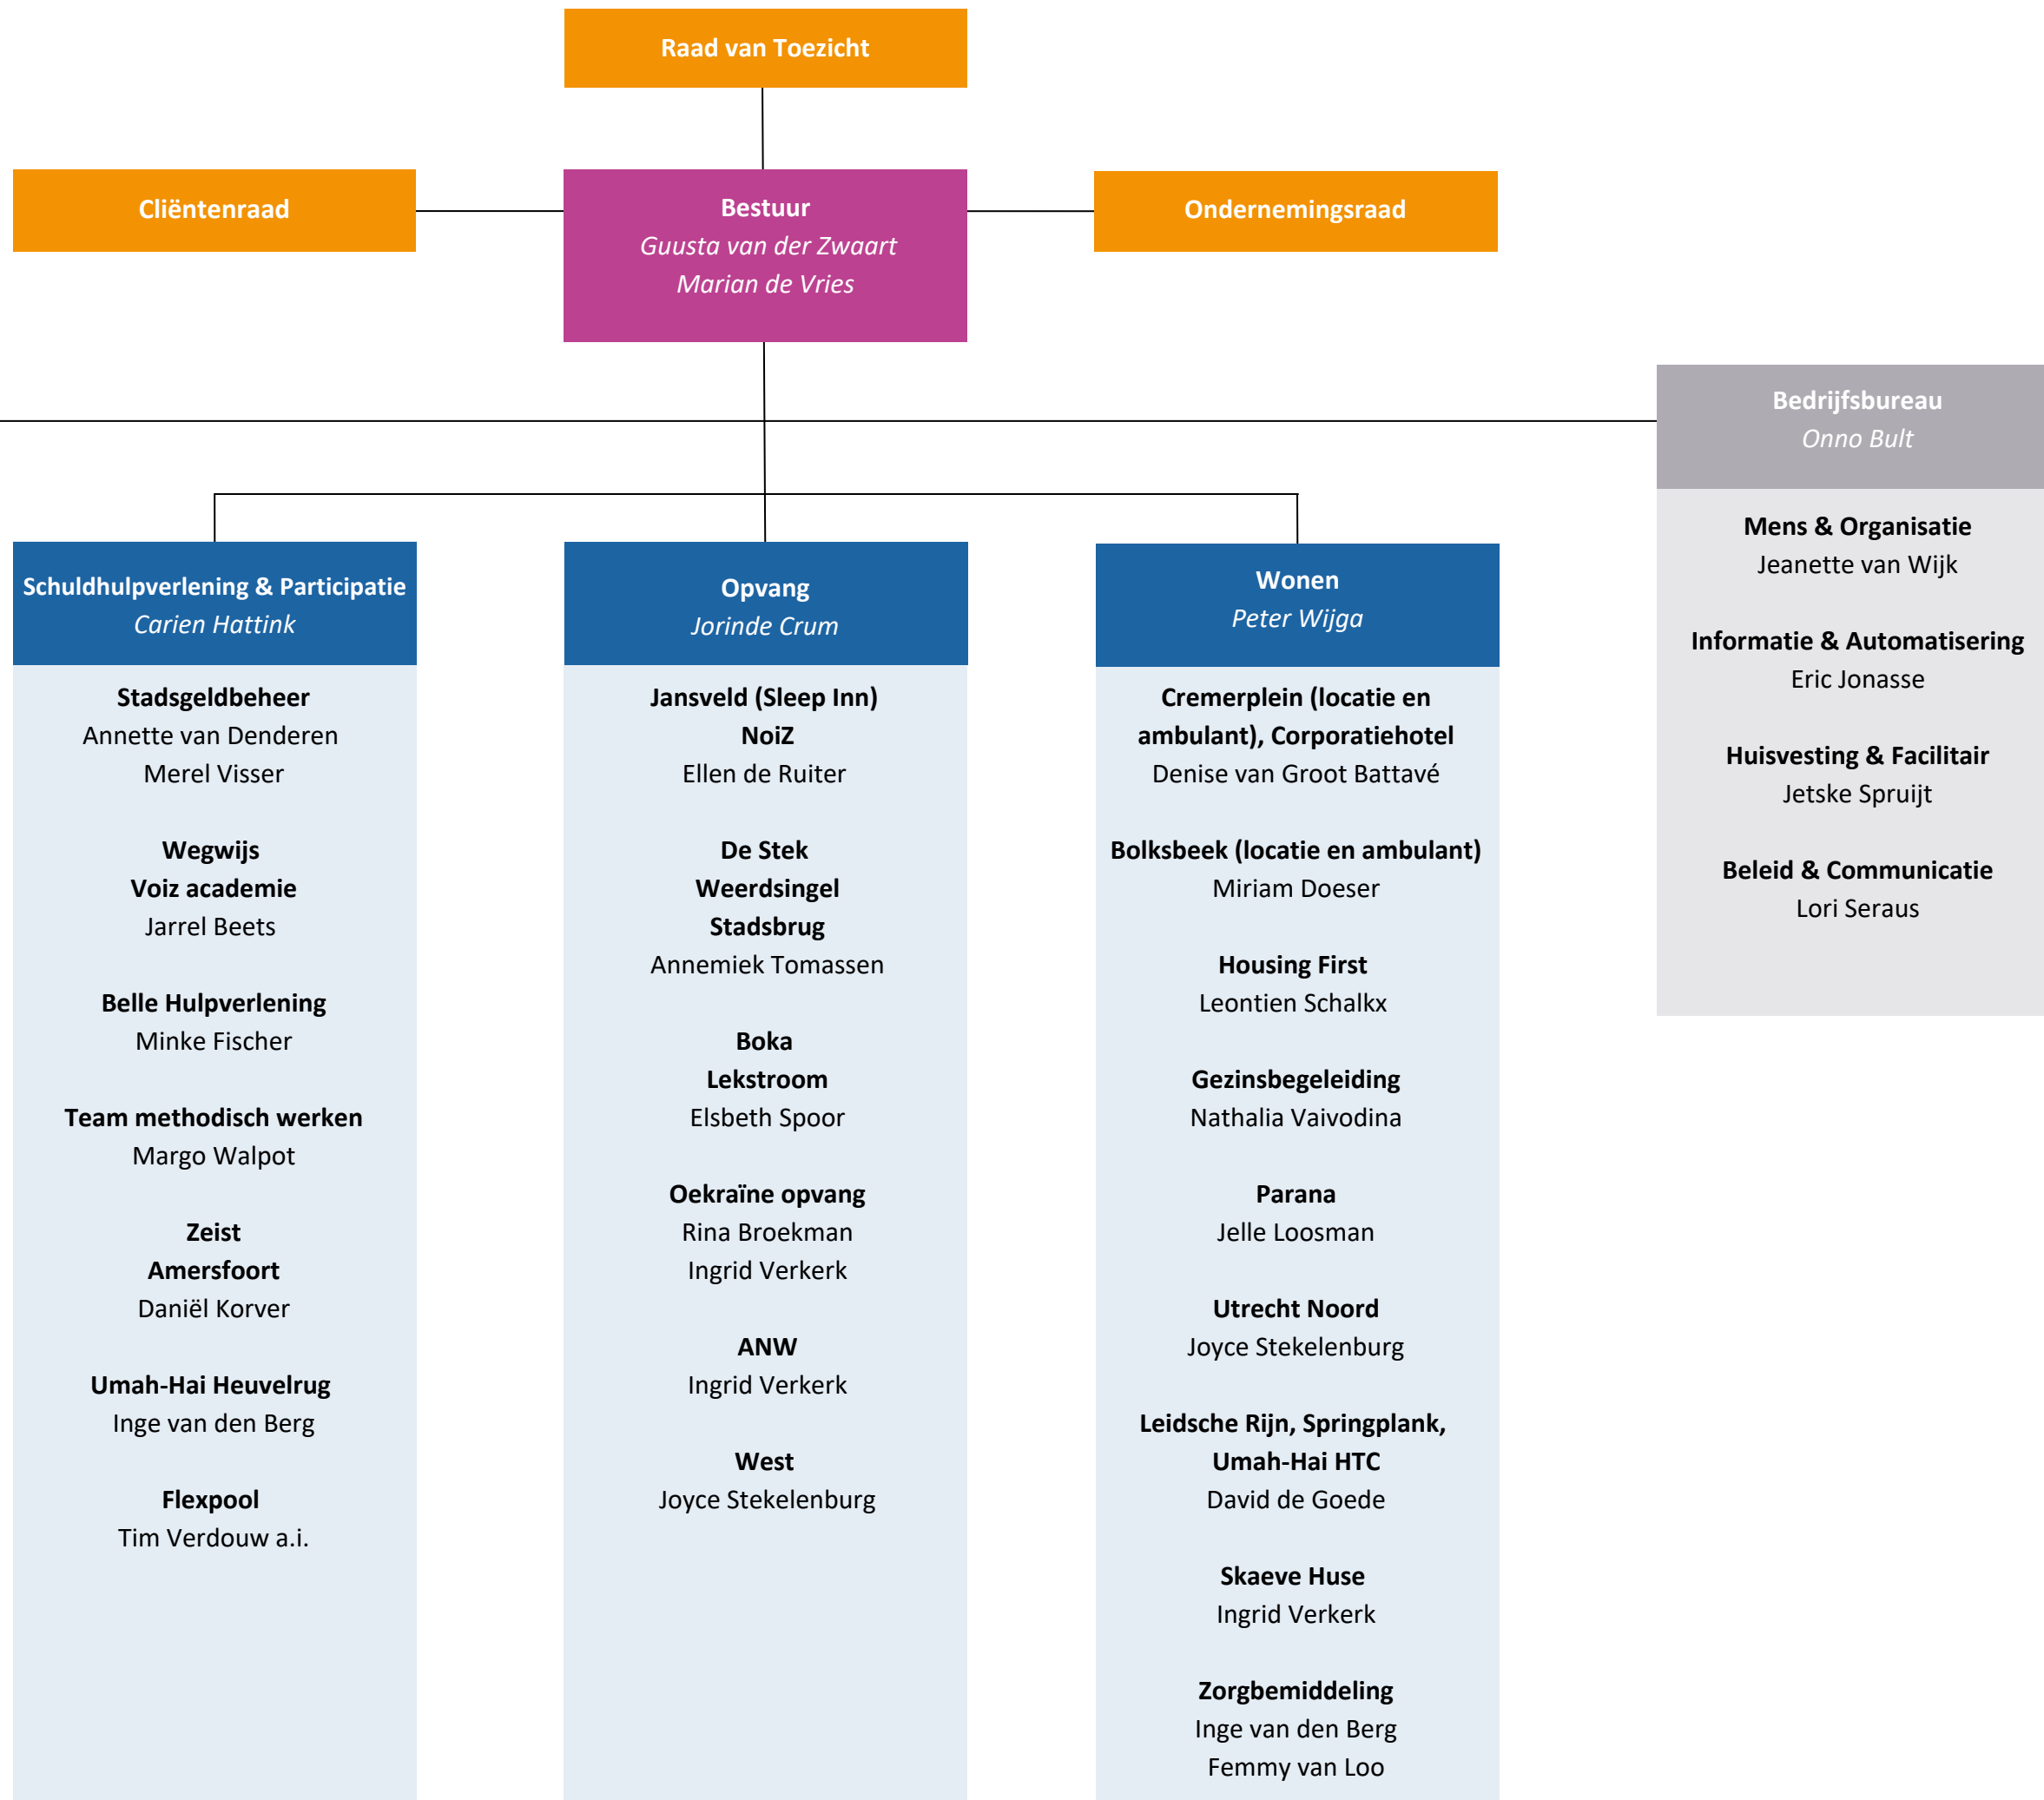 Raad van Toezicht
Cliëntenraad
Bestuur
Guusta van der Zwaart
Marian de Vries
Ondernemingsraad
Bedrijfsbureau
Onno Bult
Mens & Organisatie
Jeanette van Wijk
Informatie & Automatisering
Eric Jonasse
Huisvesting & Facilitair
Jetske Spruijt
Beleid & Communicatie
Lori Seraus
Schuldhulpverlening & Participatie
Carien Hattink
Stadsgeldbeheer
Annette van Denderen
Merel Visser
Wegwijs
Voiz academie
Jarrel Beets
Belle Hulpverlening
Minke Fischer
Team methodisch werken
Margo Walpot
Zeist
Amersfoort
Daniël Korver
Umah-Hai Heuvelrug
Inge van den Berg
Flexpool
Tim Verdouw a.i.
Opvang
Jorinde Crum
Jansveld (Sleep Inn)
NoiZ
Ellen de Ruiter
De Stek
Weerdsingel
Stadsbrug
Annemiek Tomassen
Boka
Lekstroom
Elsbeth Spoor
Oekraïne opvang
Rina Broekman
Ingrid Verkerk
ANW
Ingrid Verkerk
West
Joyce Stekelenburg
Wonen
Peter Wijga
Cremerplein (locatie en
ambulant), Corporatiehotel
Denise van Groot Battavé
Bolksbeek (locatie en ambulant)
Miriam Doeser
Housing First
Leontien Schalkx
Gezinsbegeleiding
Nathalia Vaivodina
Parana
Jelle Loosman
Utrecht Noord
Joyce Stekelenburg
Leidsche Rijn, Springplank,
Umah-Hai HTC
David de Goede
Skaeve Huse
Ingrid Verkerk
Zorgbemiddeling
Inge van den Berg
Femmy van Loo